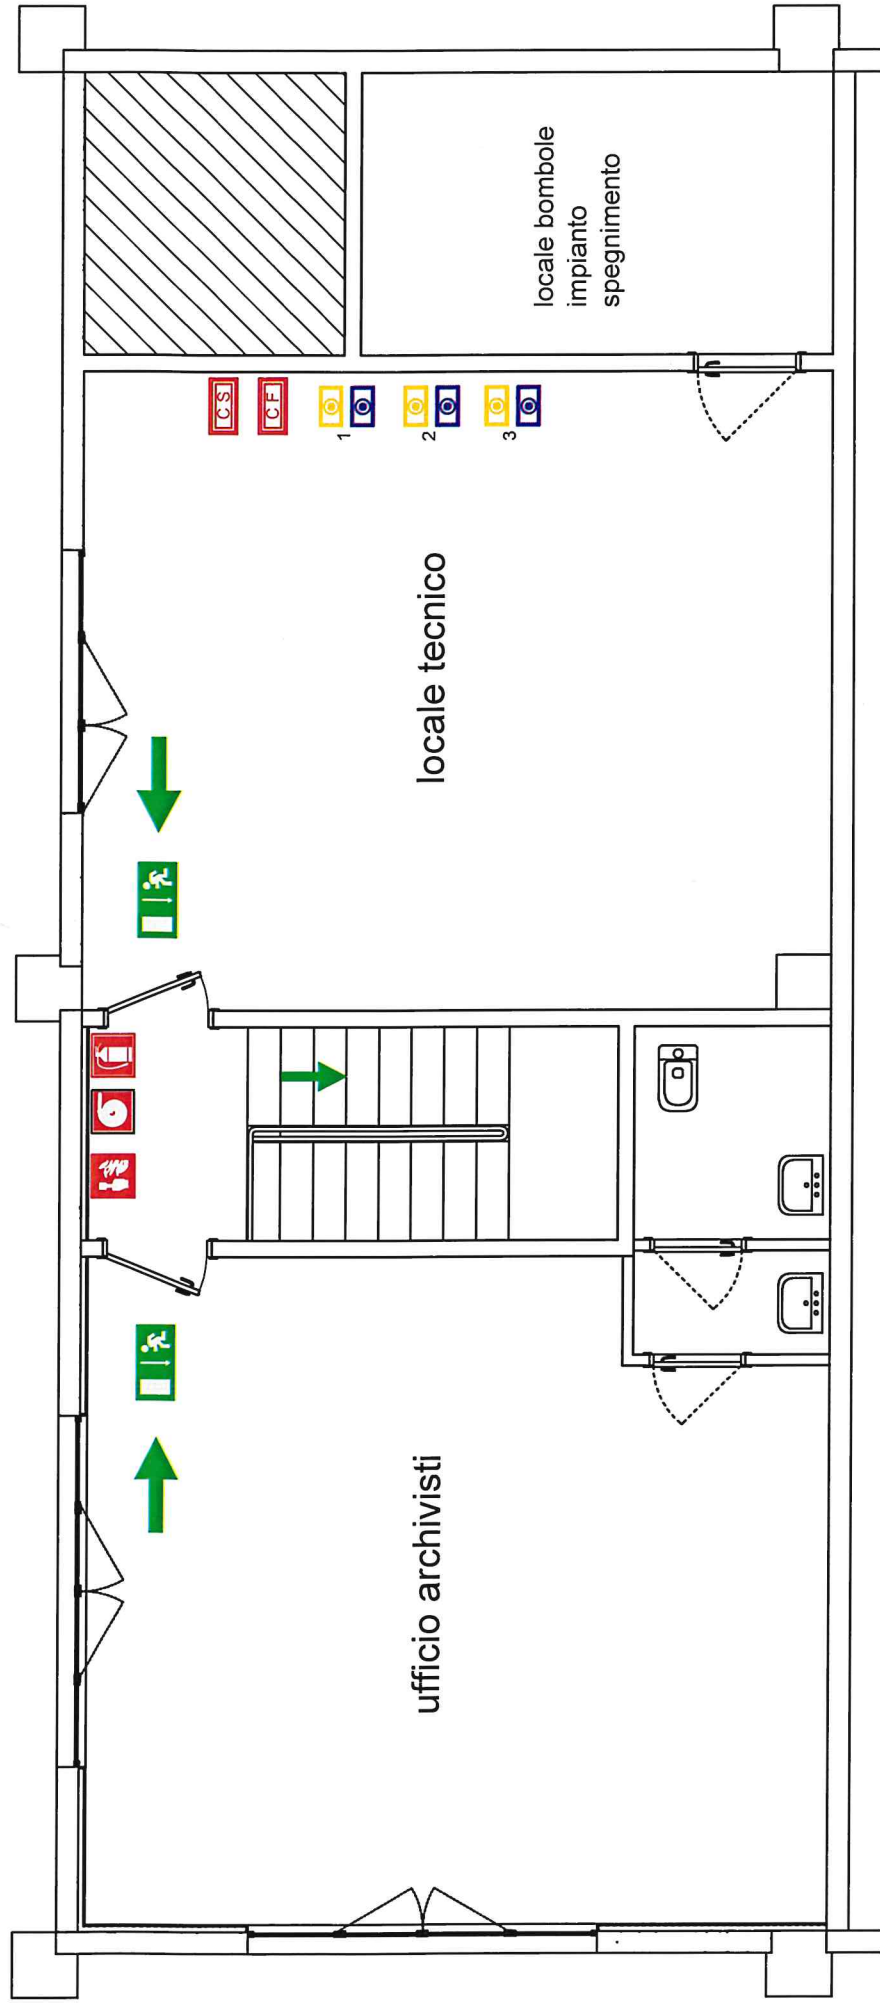 ufficio archivisti
locale tecnico
CS
CF
1
2
3
locale bombole
impianto
spegnimento